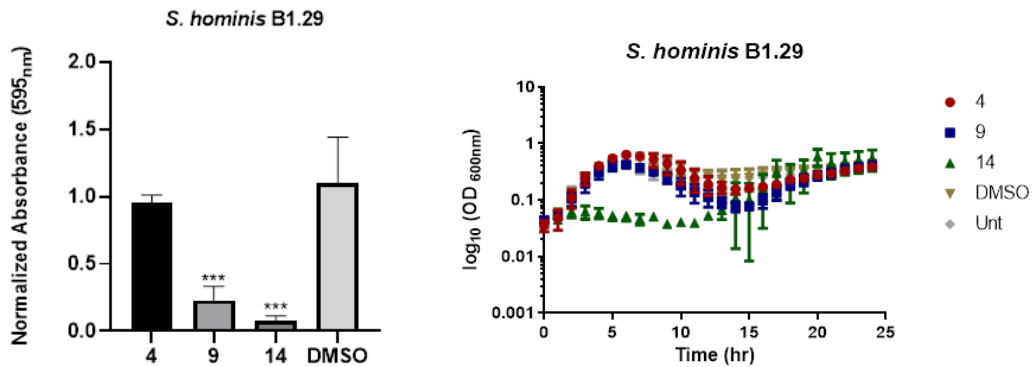 S. hominis B1.29
Normalized Absorbance (595nm)
2.0
1.5
1.0
0.5
0.0
***
***
4 9 14 DMSO
S. hominis B1.29
log10 (OD 600nm)
10
1
0.1
0.01
0.001
0 5 10 15 20 25
Time (hr)
4
9
14
DMSO
Unt